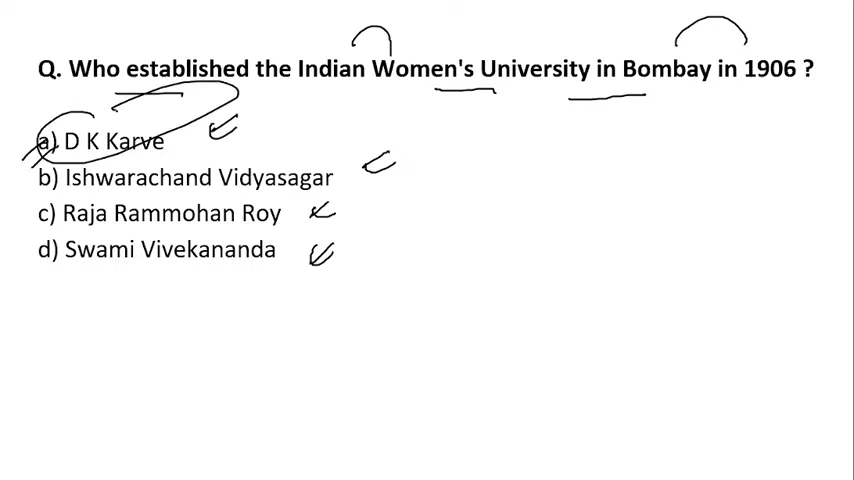 Q. Who established the Indian Women's University in Bombay in 1906 ?
a) D K Karve
b) Ishwarachand Vidyasagar
c) Raja Rammohan Roy
d) Swami Vivekananda